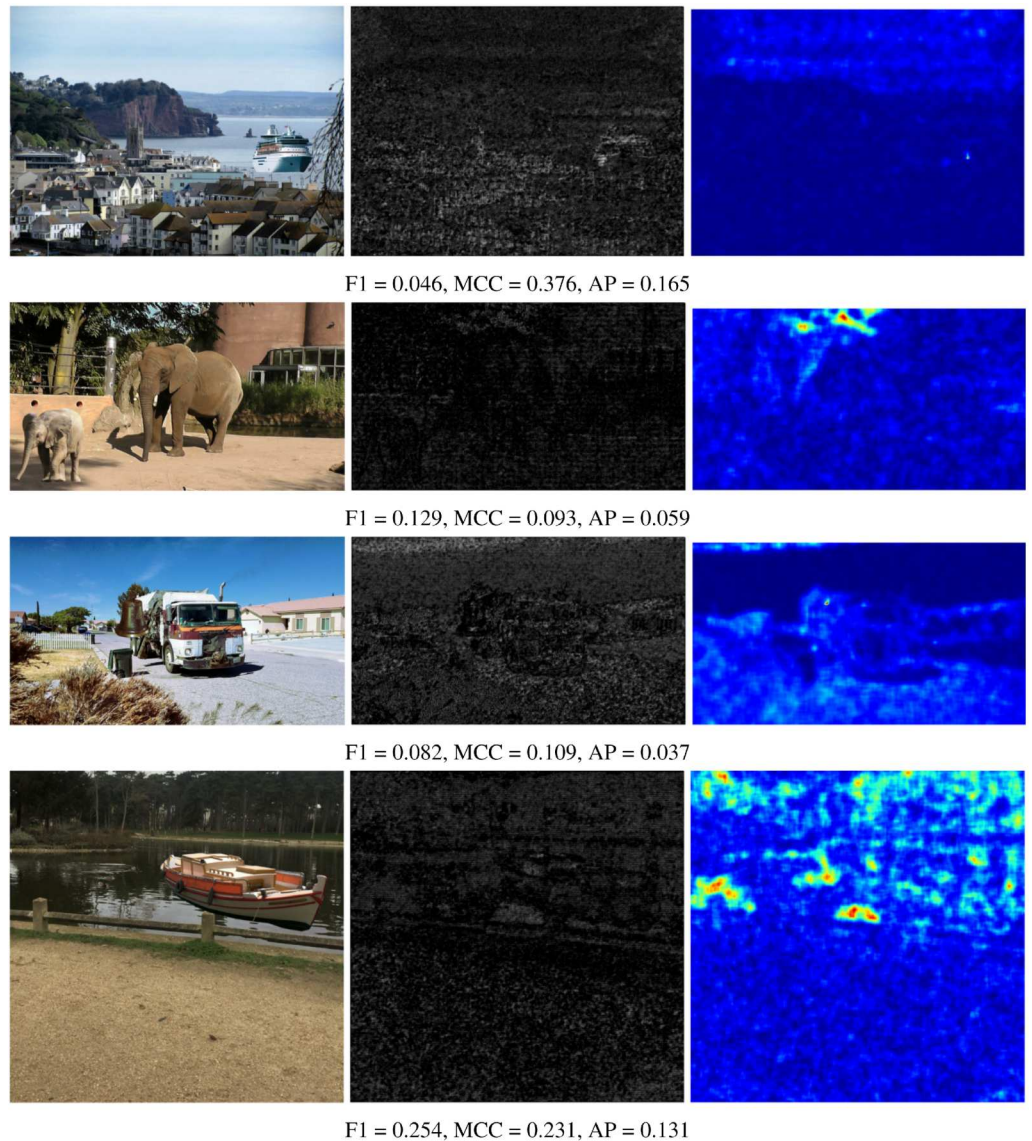 F1 = 0.046, MCC = 0.376, AP = 0.165
F1 = 0.129, MCC = 0.093, AP = 0.059
F1 = 0.082, MCC = 0.109, AP = 0.037
F1 = 0.254, MCC = 0.231, AP = 0.131